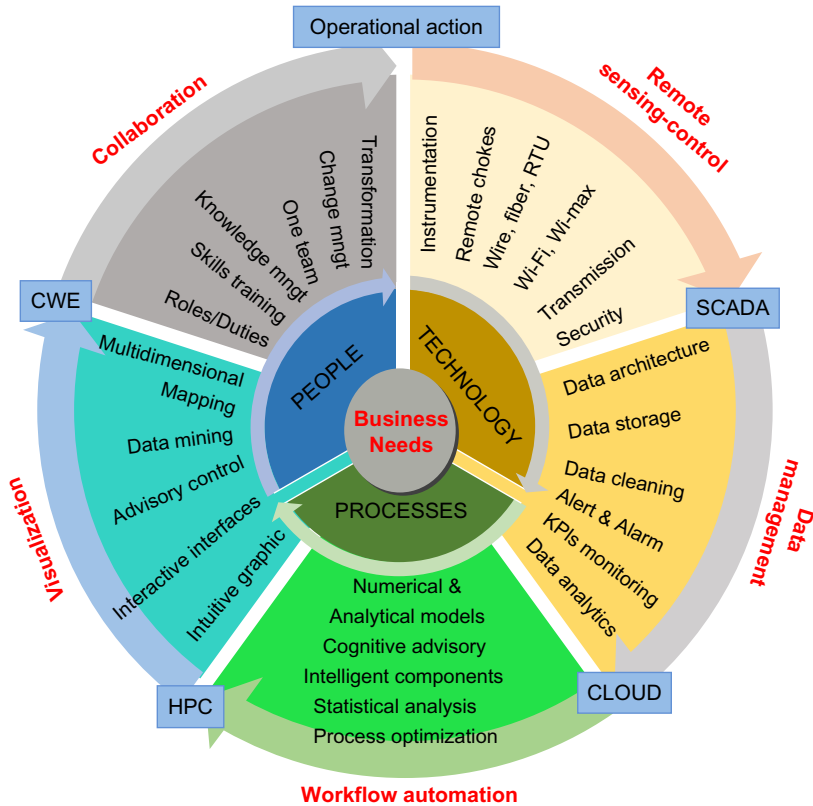 Operational action
Remote
sensing-control
Instrumentation
Remote chokes
Wire, fiber, RTU
Wi-Fi, Wi-max
Transmission
Security
SCADA
Data architecture
Data storage
Data cleaning
Alert & Alarm
KPIs monitoring
Data analytics
Data
management
CLOUD
Numerical &
Analytical models
Cognitive advisory
Intelligent components
Statistical analysis
Process optimization
Workflow automation
HPC
Multidimensional
Mapping
Data mining
Advisory control
Interactive interfaces
Intuitive graphic
Visualization
CWE
Roles/Duties
Skills training
Knowledge mngt
One team
Change mngt
Transformation
Collaboration
PEOPLE
TECHNOLOGY
PROCESSES
Business
Needs